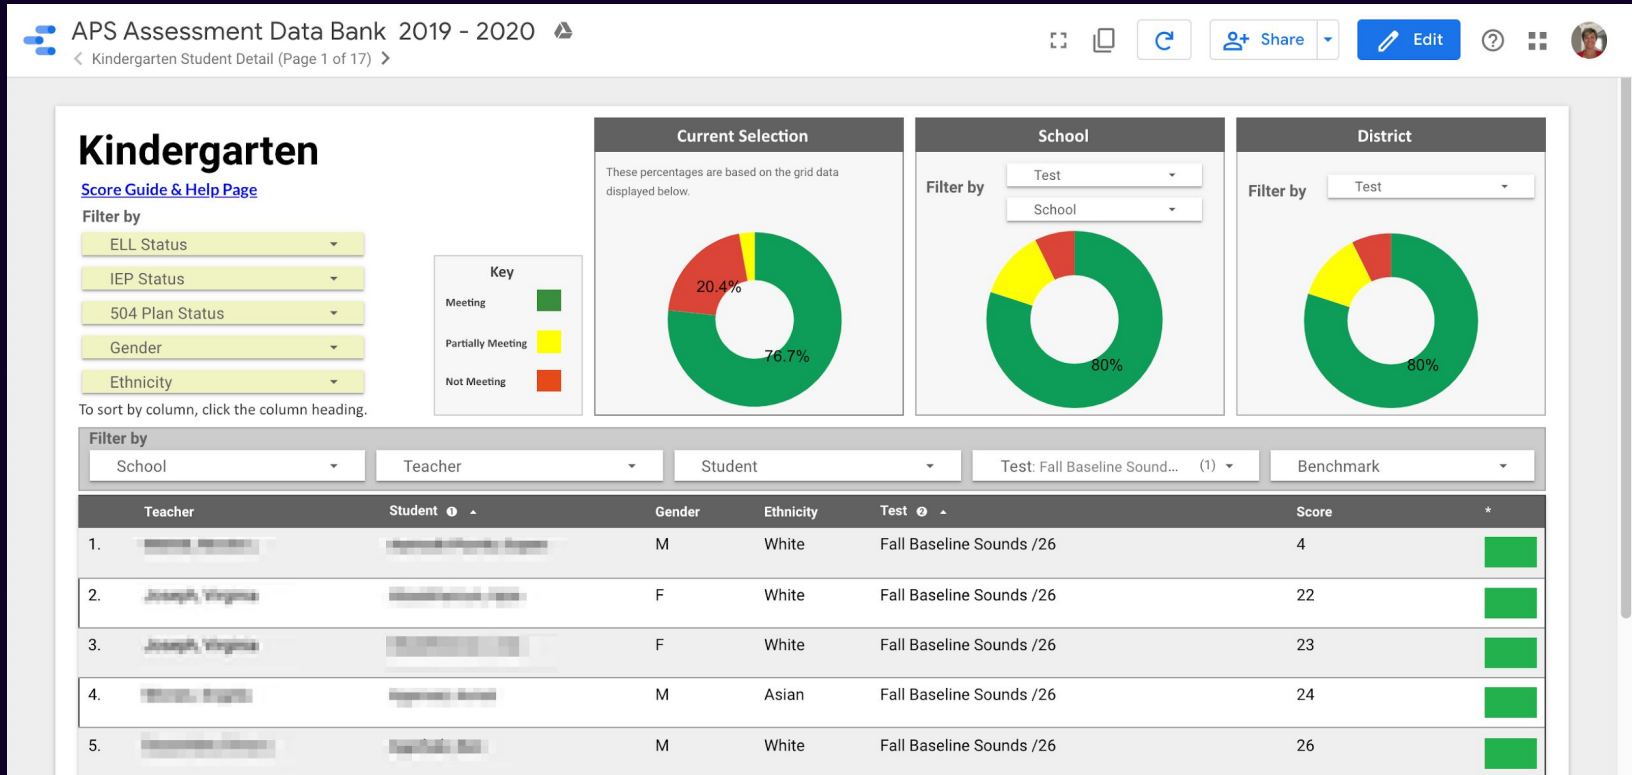 APS Assessment Data Bank 2019 - 2020
Kindergarten Student Detail (Page 1 of 17)
Share
Edit
Kindergarten
Score Guide & Help Page
Filter by
ELL Status
IEP Status
504 Plan Status
Gender
Ethnicity
To sort by column, click the column heading.
Key
Meeting
Partially Meeting
Not Meeting
Current Selection
These percentages are based on the grid data
displayed below.
20.4%
76.7%
School
Filter by
Test
School
80%
District
Filter by
Test
80%
Filter by
School
Teacher
Student
Test: Fall Baseline Sound... (1)
Benchmark
Teacher Student 1 Gender Ethnicity Test 2 Score *
1. M White Fall Baseline Sounds /26 4
2. F White Fall Baseline Sounds /26 22
3. F White Fall Baseline Sounds /26 23
4. M Asian Fall Baseline Sounds /26 24
5. M White Fall Baseline Sounds /26 26